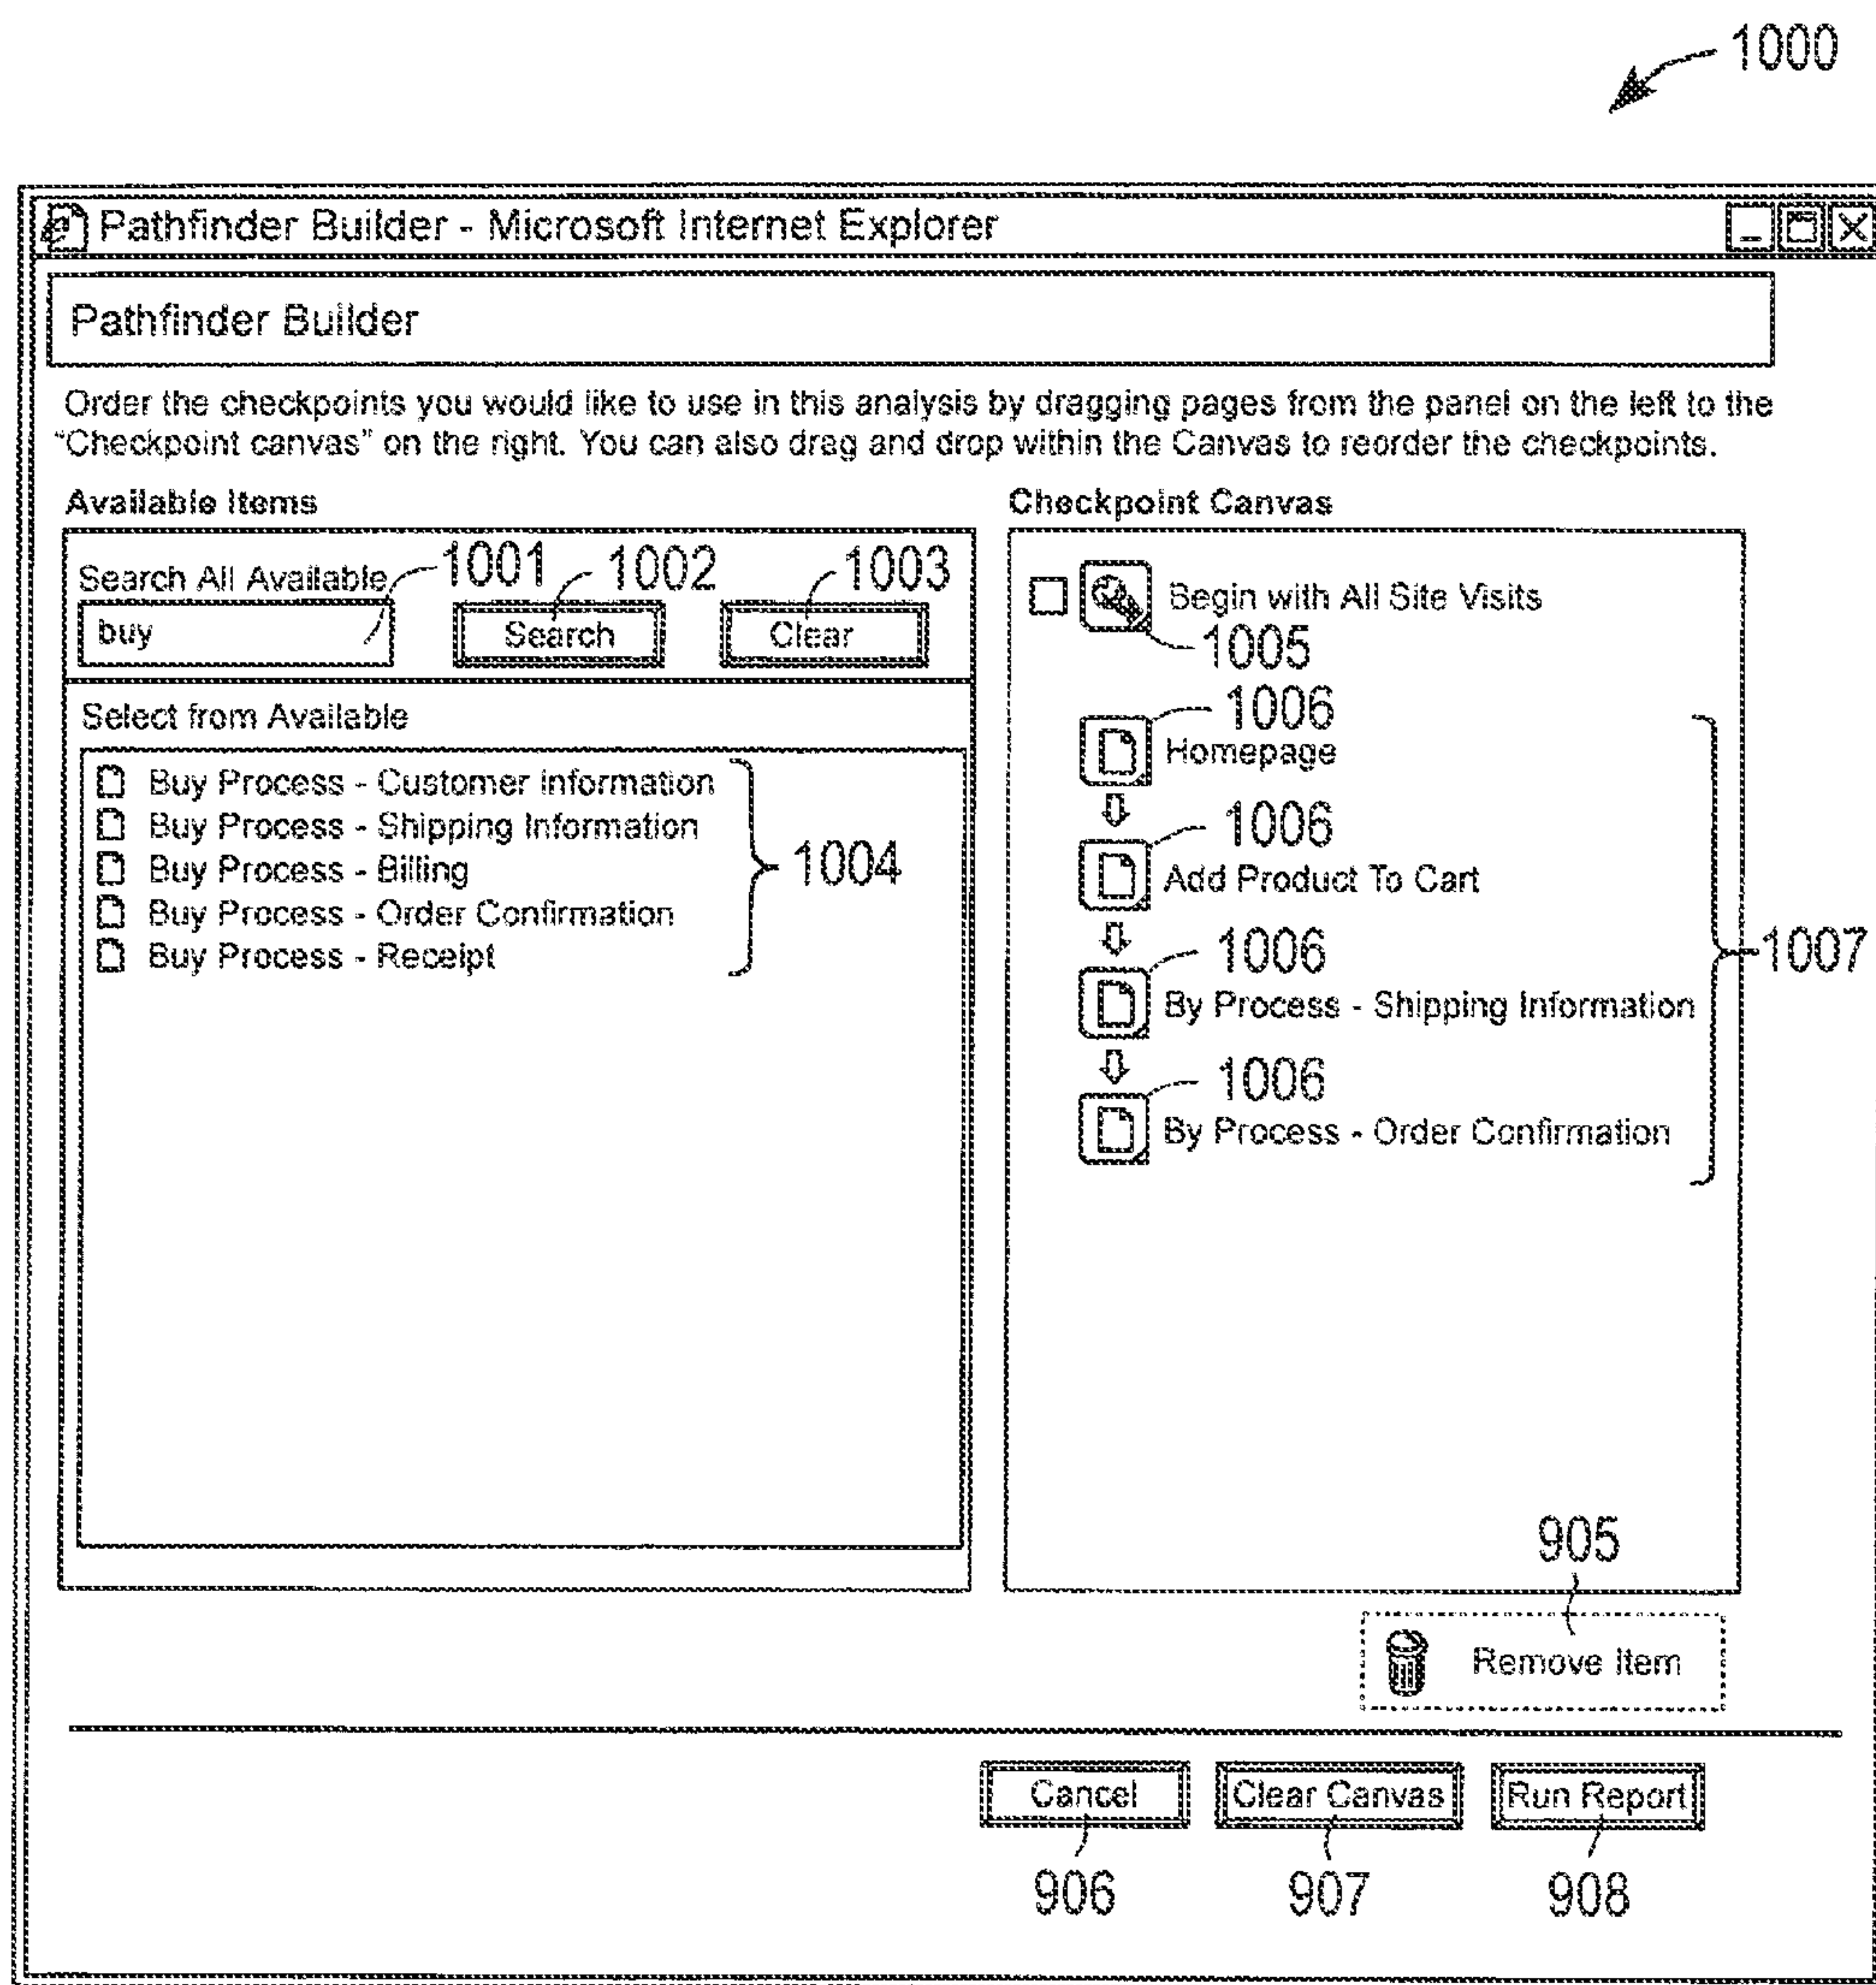 1000
Pathfinder Builder - Microsoft Internet Explorer
Pathfinder Builder
Order the checkpoints you would like to use in this analysis by dragging pages from the panel on the left to the
"Checkpoint canvas" on the right. You can also drag and drop within the Canvas to reorder the checkpoints.
Available Items
Search All Available
1001
1002
1003
buy
Search
Clear
Select from Available
Buy Process - Customer Information
Buy Process - Shipping Information
Buy Process - Billing
Buy Process - Order Confirmation
Buy Process - Receipt
1004
Checkpoint Canvas
Begin with All Site Visits
1005
1006
Homepage
1006
Add Product To Cart
1006
By Process - Shipping Information
1006
By Process - Order Confirmation
1007
905
Remove Item
Cancel
Clear Canvas
Run Report
906
907
908